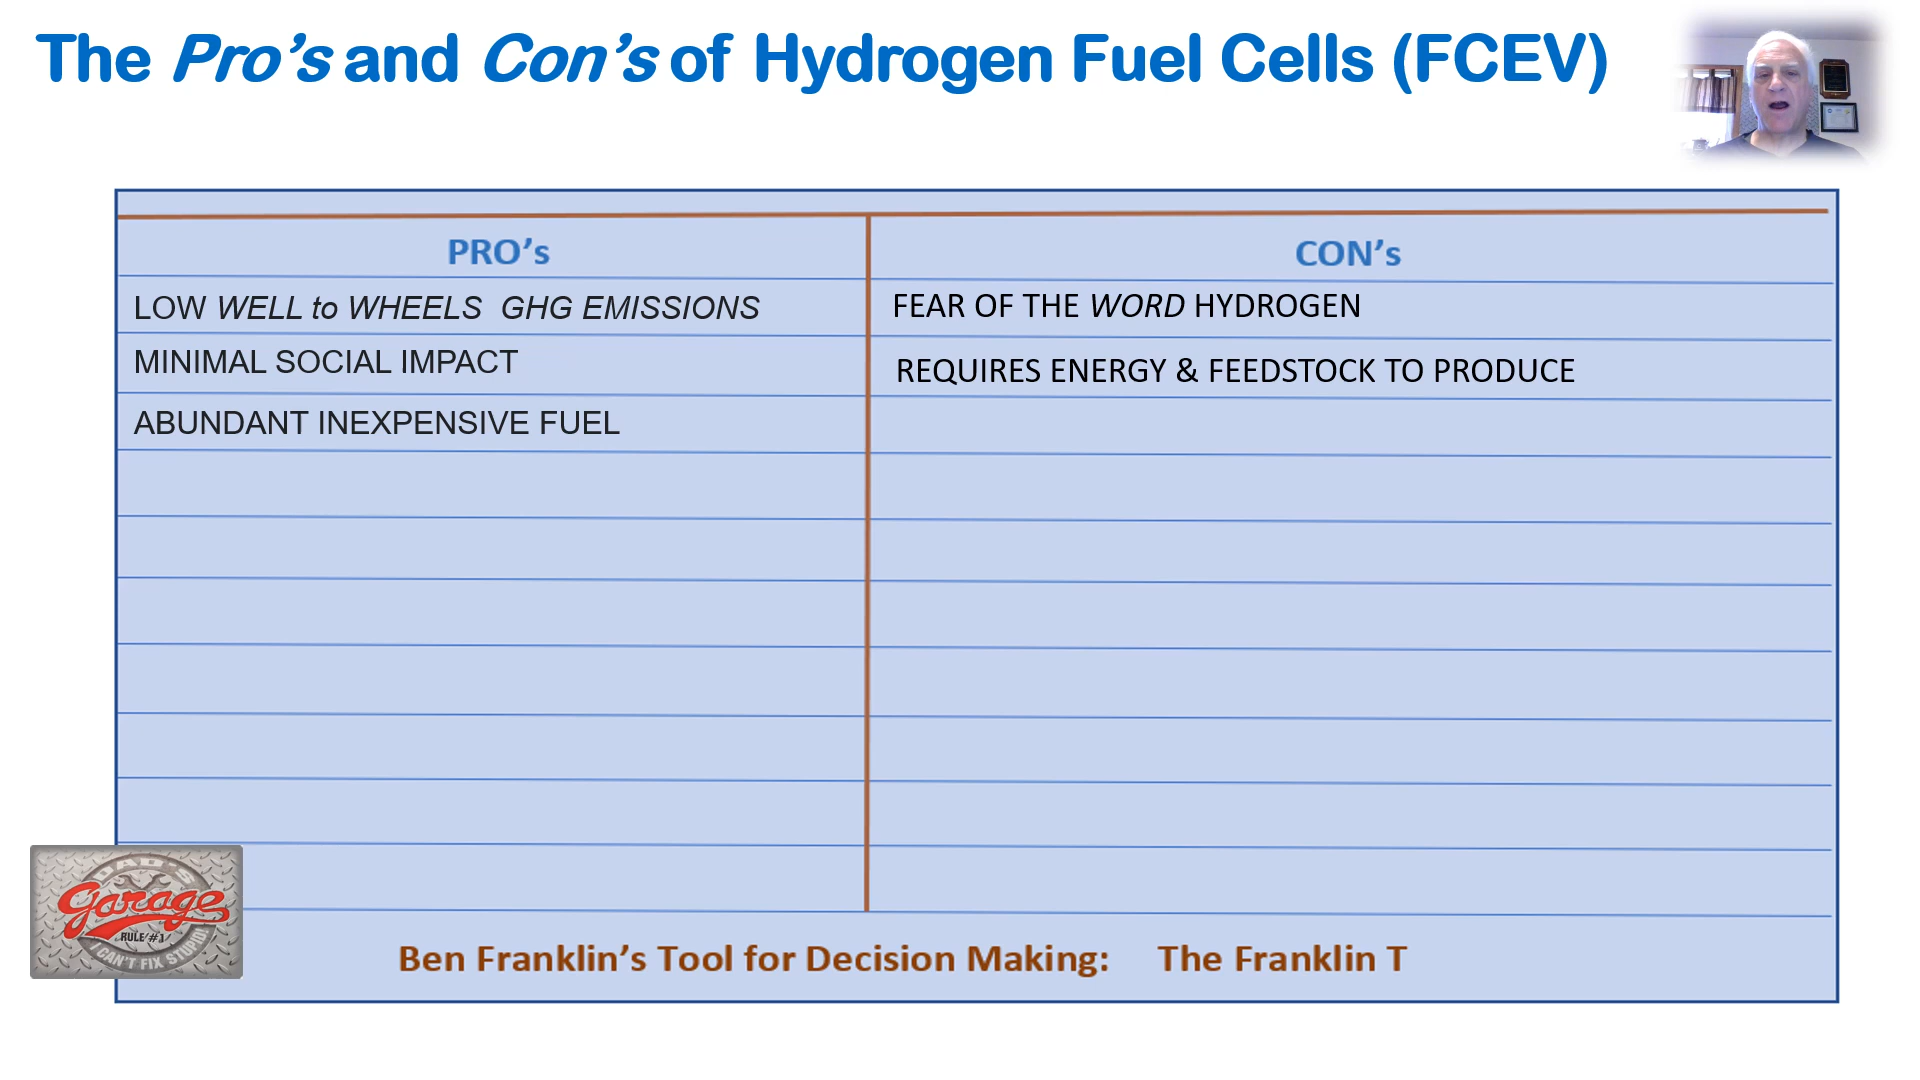 The Pro’s and Con’s of Hydrogen Fuel Cells (FCEV)
PRO’s
CON’s
LOW WELL to WHEELS GHG EMISSIONS
FEAR OF THE WORD HYDROGEN
MINIMAL SOCIAL IMPACT
REQUIRES ENERGY & FEEDSTOCK TO PRODUCE
ABUNDANT INEXPENSIVE FUEL
DAD'S
Garage
RULE #1
I CAN'T FIX STUPID!
Ben Franklin’s Tool for Decision Making: The Franklin T